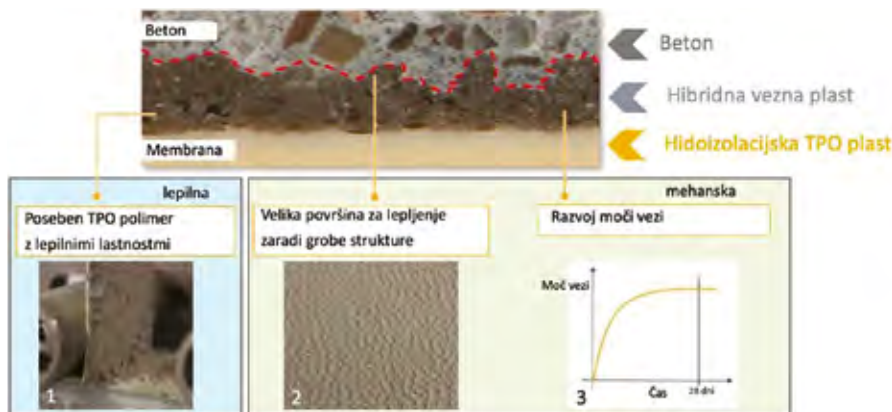 Beton
Beton
Hibridna vezna plast
Membrana
Hidoizolacijska TPO plast
lepilna
mehanska
Poseben TPO polimer
z lepilnimi lastnostmi
Velika površina za lepljenje
zaradi grobe strukture
Razvoj moči vezi
Moč vezi
1
2
3
Čas
28 dni